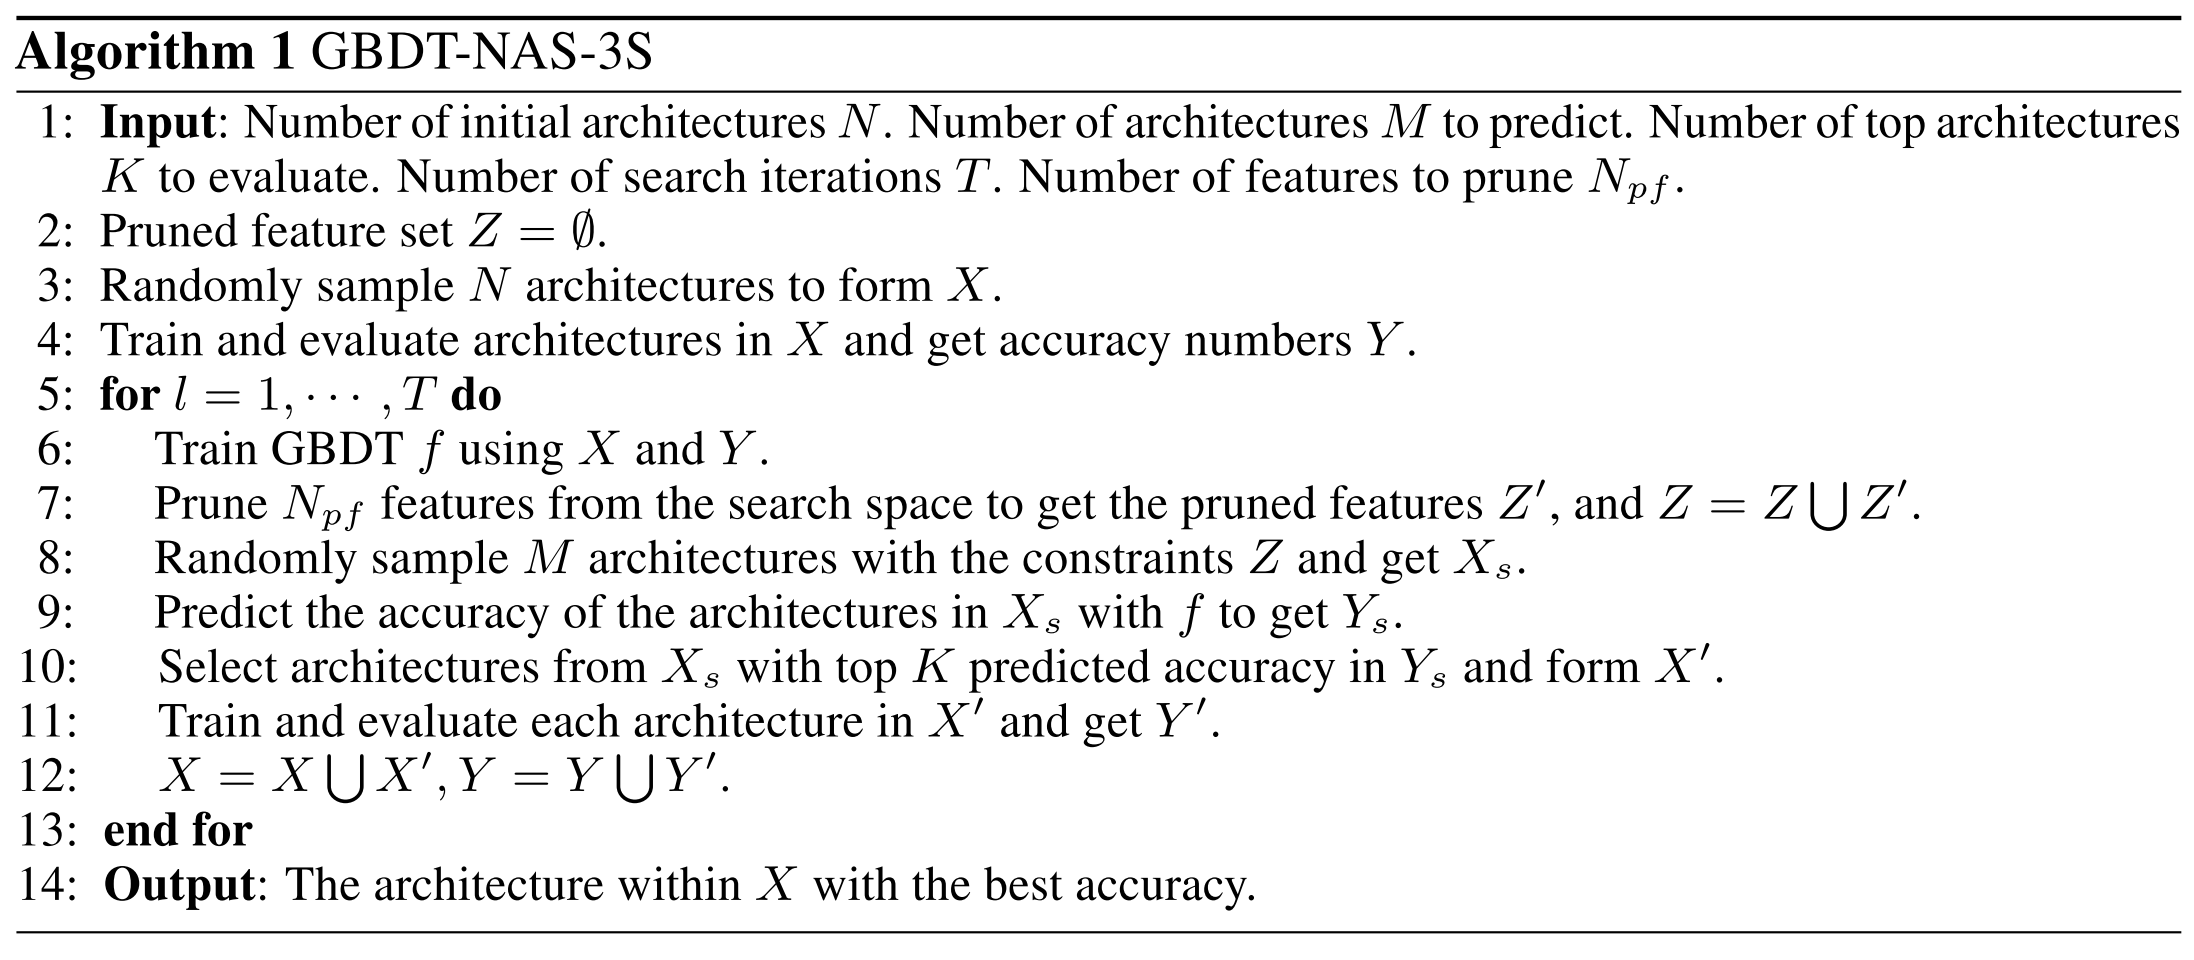 Algorithm 1 GBDT-NAS-3S
1: Input: Number of initial architectures N. Number of architectures M to predict. Number of top architectures
K to evaluate. Number of search iterations T. Number of features to prune N_{pf}.
2: Pruned feature set Z = ∅.
3: Randomly sample N architectures to form X.
4: Train and evaluate architectures in X and get accuracy numbers Y.
5: for l = 1, ⋯ , T do
6: Train GBDT f using X and Y.
7: Prune N_{pf} features from the search space to get the pruned features Z′, and Z = Z ⋃ Z′.
8: Randomly sample M architectures with the constraints Z and get X_s.
9: Predict the accuracy of the architectures in X_s with f to get Y_s.
10: Select architectures from X_s with top K predicted accuracy in Y_s and form X′.
11: Train and evaluate each architecture in X′ and get Y′.
12: X = X ⋃ X′, Y = Y ⋃ Y′.
13: end for
14: Output: The architecture within X with the best accuracy.